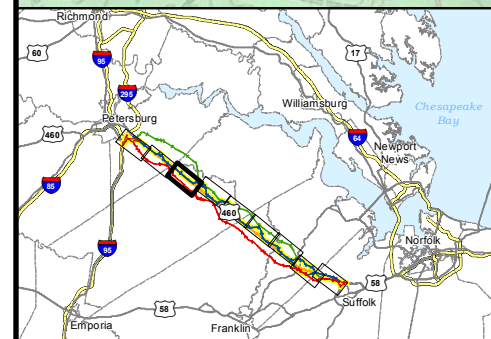 Richmond
60
95
17
295
Williamsburg
Chesapeake
Bay
Petersburg
460
64
Newport
News
85
460
95
Norfolk
58
Suffolk
58
Emporia
Franklin